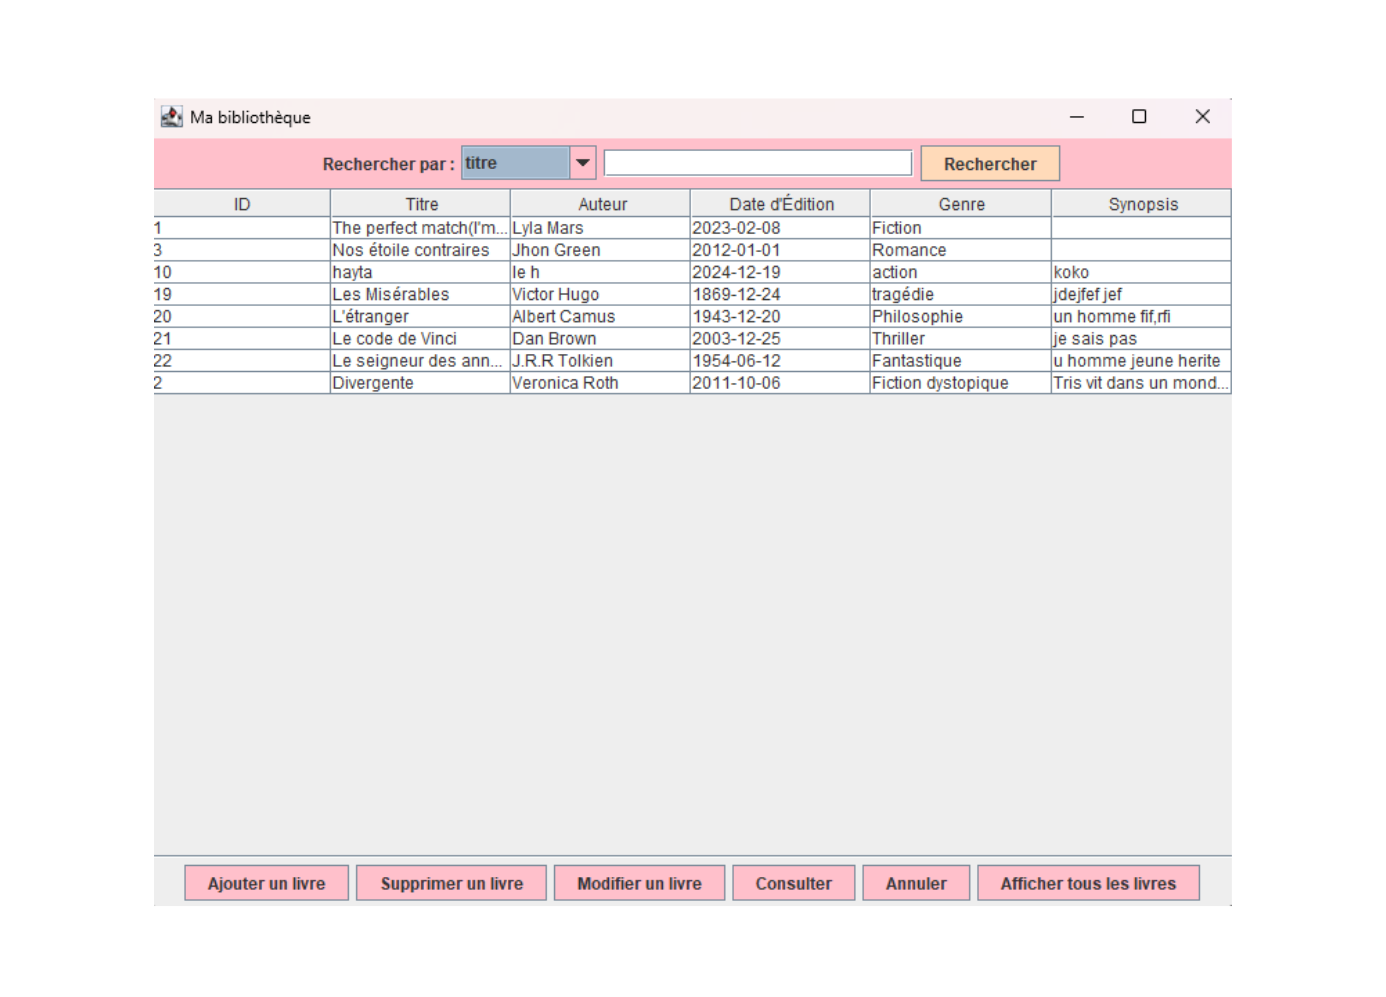 Ma bibliothèque
Rechercher par : titre Rechercher
ID Titre Auteur Date d'Édition Genre Synopsis
1 The perfect match(I'm... Lyla Mars 2023-02-08 Fiction
3 Nos étoile contraires Jhon Green 2012-01-01 Romance
10 hayta le h 2024-12-19 action koko
19 Les Misérables Victor Hugo 1869-12-24 tragédie jdejfef jef
20 L'étranger Albert Camus 1943-12-20 Philosophie un homme fif,rfi
21 Le code de Vinci Dan Brown 2003-12-25 Thriller je sais pas
22 Le seigneur des ann... J.R.R Tolkien 1954-06-12 Fantastique u homme jeune herite
2 Divergente Veronica Roth 2011-10-06 Fiction dystopique Tris vit dans un mond...
Ajouter un livre Supprimer un livre Modifier un livre Consulter Annuler Afficher tous les livres